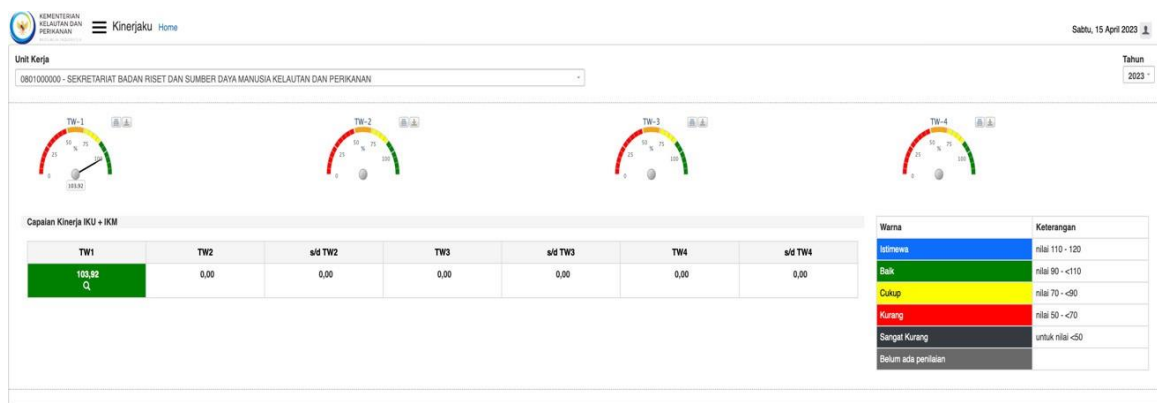 KEMENTERIAN
KELAUTAN DAN
PERIKANAN
Kinerjaku Home
Sabtu, 15 April 2023
Unit Kerja
Tahun
0801000000 - SEKRETARIAT BADAN RISET DAN SUMBER DAYA MANUSIA KELAUTAN DAN PERIKANAN
2023
TW-1
0 25 50 75 100
%
103.92
TW-2
0 25 50 75 100
%
TW-3
0 25 50 75 100
%
TW-4
0 25 50 75 100
%
Capaian Kinerja IKU + IKM
TW1 TW2 s/d TW2 TW3 s/d TW3 TW4 s/d TW4
103,92 0,00 0,00 0,00 0,00 0,00 0,00
Warna Keterangan
Istimewa nilai 110 - 120
Baik nilai 90 - <110
Cukup nilai 70 - <90
Kurang nilai 50 - <70
Sangat Kurang untuk nilai <50
Belum ada penilaian